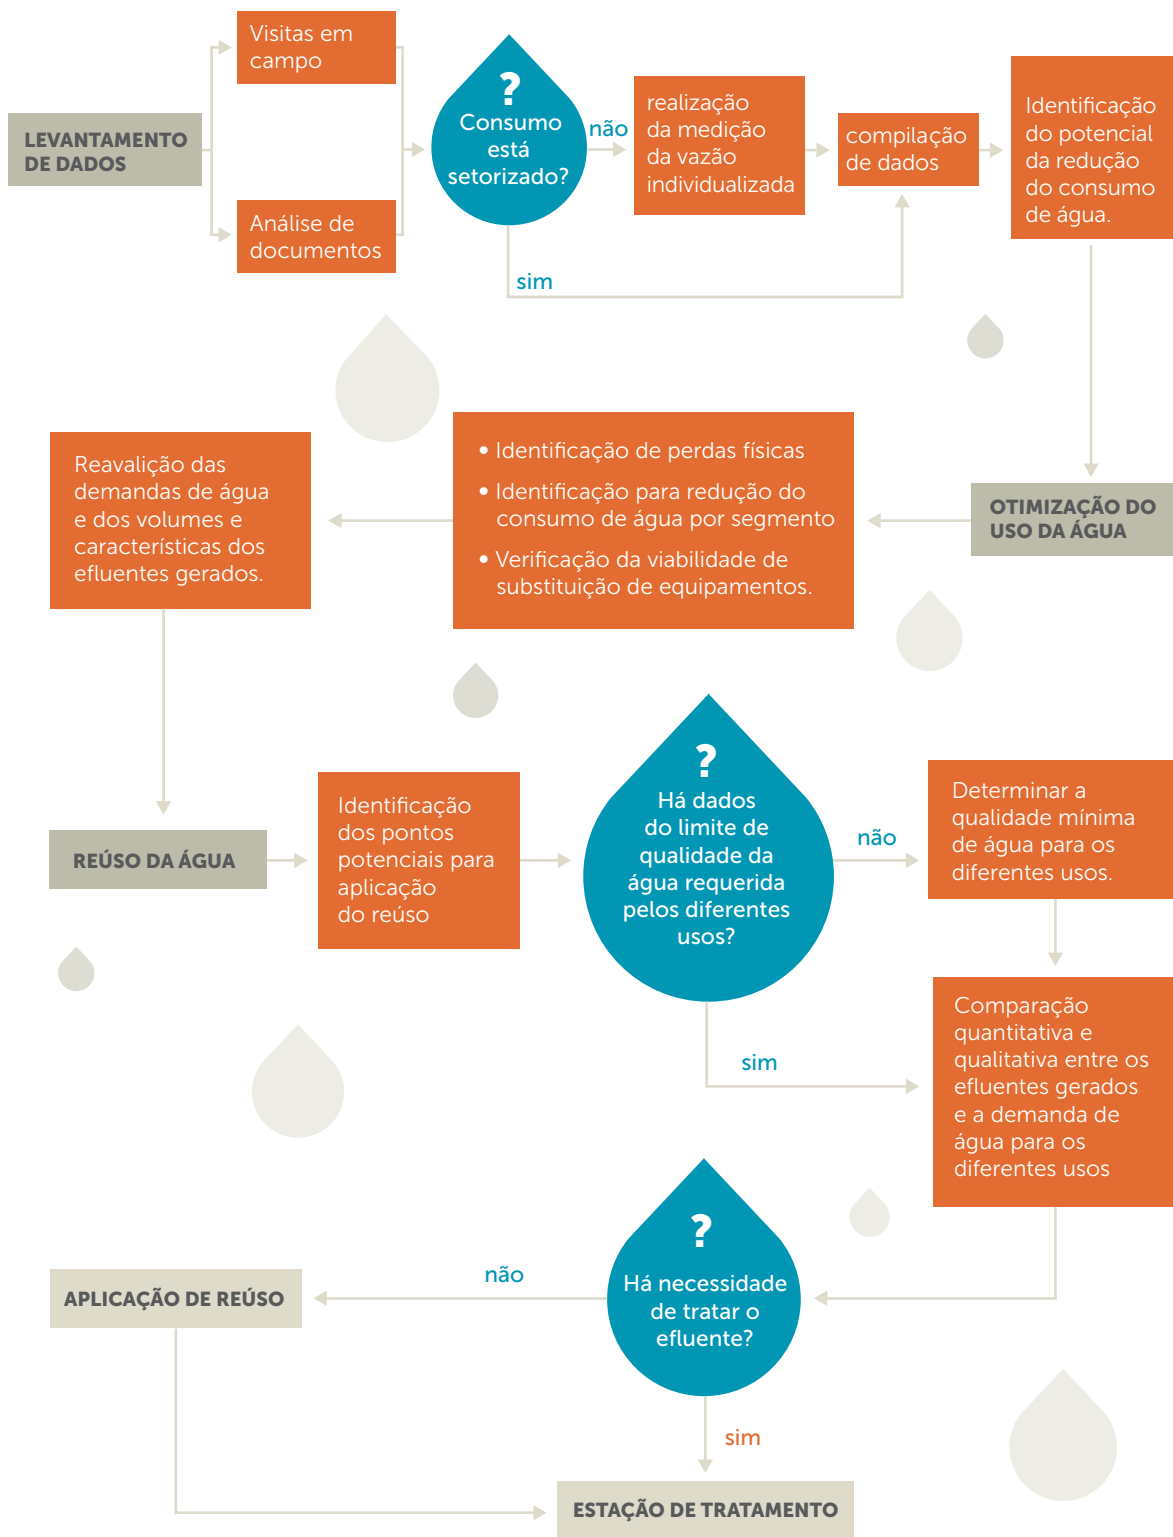 LEVANTAMENTO
DE DADOS
Visitas em
campo
Análise de
documentos
?
Consumo
está
setorizado?
não
sim
realização
da medição
da vazão
individualizada
compilação
de dados
Identificação
do potencial
da redução
do consumo
de água.
OTIMIZAÇÃO DO
USO DA ÁGUA
• Identificação de perdas físicas
• Identificação para redução do
consumo de água por segmento
• Verificação da viabilidade de
substituição de equipamentos.
Reavalição das
demandas de água
e dos volumes e
características dos
efluentes gerados.
REÚSO DA ÁGUA
Identificação
dos pontos
potenciais para
aplicação
do reúso
?
Há dados
do limite de
qualidade da
água requerida
pelos diferentes
usos?
não
sim
Determinar a
qualidade mínima
de água para os
diferentes usos.
Comparação
quantitativa e
qualitativa entre os
efluentes gerados
e a demanda de
água para os
diferentes usos
?
Há necessidade
de tratar o
efluente?
não
sim
APLICAÇÃO DE REÚSO
ESTAÇÃO DE TRATAMENTO